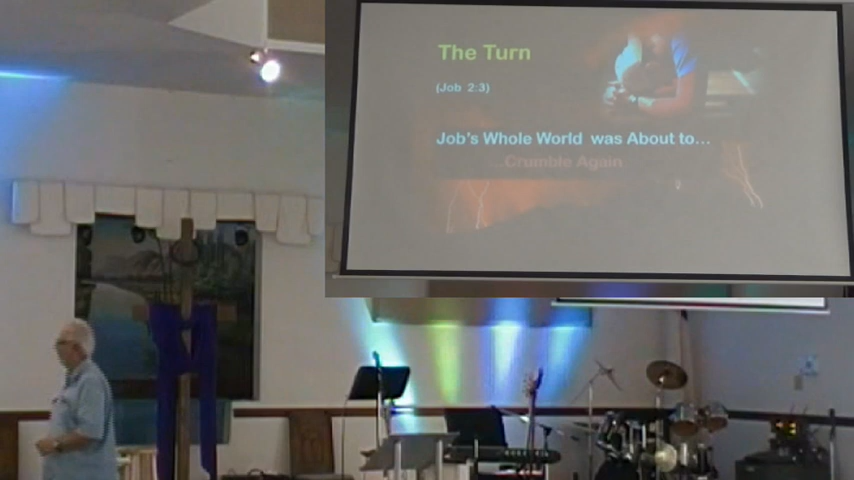 The Turn
(Job 2:3)
Job's Whole World was About to...
...Crumble Again